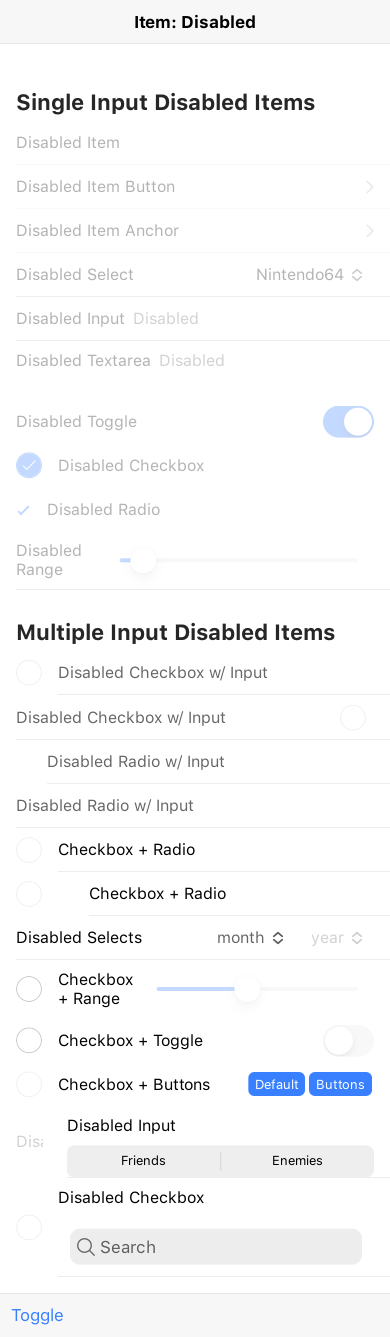 Item: Disabled
Single Input Disabled Items
Disabled Item
Disabled Item Button
Disabled Item Anchor
Disabled Select Nintendo64
Disabled Input Disabled
Disabled Textarea Disabled
Disabled Toggle
Disabled Checkbox
Disabled Radio
Disabled
Range
Multiple Input Disabled Items
Disabled Checkbox w/ Input
Disabled Checkbox w/ Input
Disabled Radio w/ Input
Disabled Radio w/ Input
Checkbox + Radio
Checkbox + Radio
Disabled Selects month year
Checkbox
+ Range
Checkbox + Toggle
Checkbox + Buttons Default Buttons
Disabled Input
Friends Enemies
Disabled Checkbox
Search
Toggle